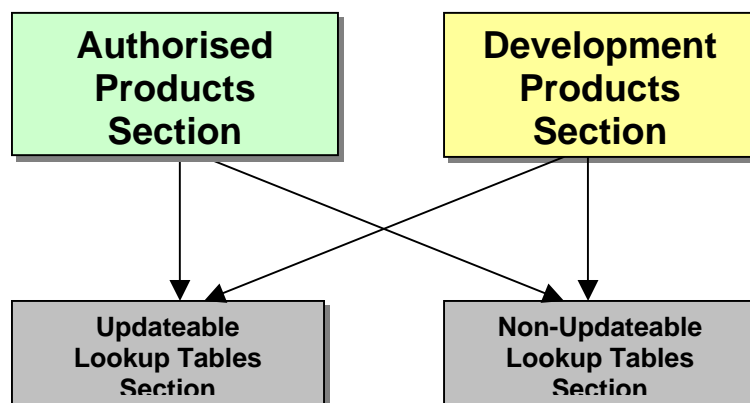 Authorised
Products
Section
Development
Products
Section
Updateable
Lookup Tables
Section
Non-Updateable
Lookup Tables
Section